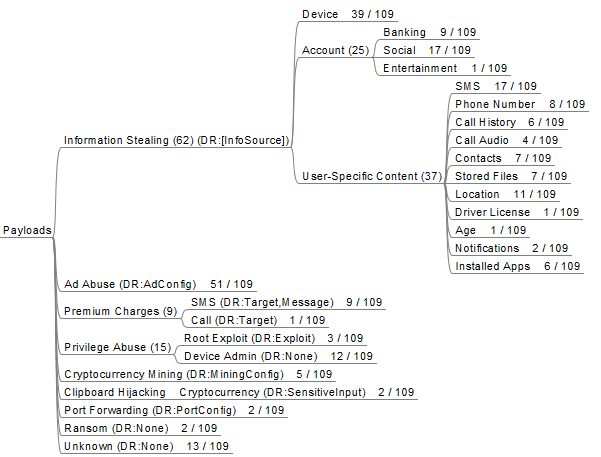 Payloads
Information Stealing (62) (DR:[InfoSource])
Device 39 / 109
Account (25)
Banking 9 / 109
Social 17 / 109
Entertainment 1 / 109
User-Specific Content (37)
SMS 17 / 109
Phone Number 8 / 109
Call History 6 / 109
Call Audio 4 / 109
Contacts 7 / 109
Stored Files 7 / 109
Location 11 / 109
Driver License 1 / 109
Age 1 / 109
Notifications 2 / 109
Installed Apps 6 / 109
Ad Abuse (DR:AdConfig) 51 / 109
Premium Charges (9)
SMS (DR:Target,Message) 9 / 109
Call (DR:Target) 1 / 109
Privilege Abuse (15)
Root Exploit (DR:Exploit) 3 / 109
Device Admin (DR:None) 12 / 109
Cryptocurrency Mining (DR:MiningConfig) 5 / 109
Clipboard Hijacking Cryptocurrency (DR:SensitiveInput) 2 / 109
Port Forwarding (DR:PortConfig) 2 / 109
Ransom (DR:None) 2 / 109
Unknown (DR:None) 13 / 109